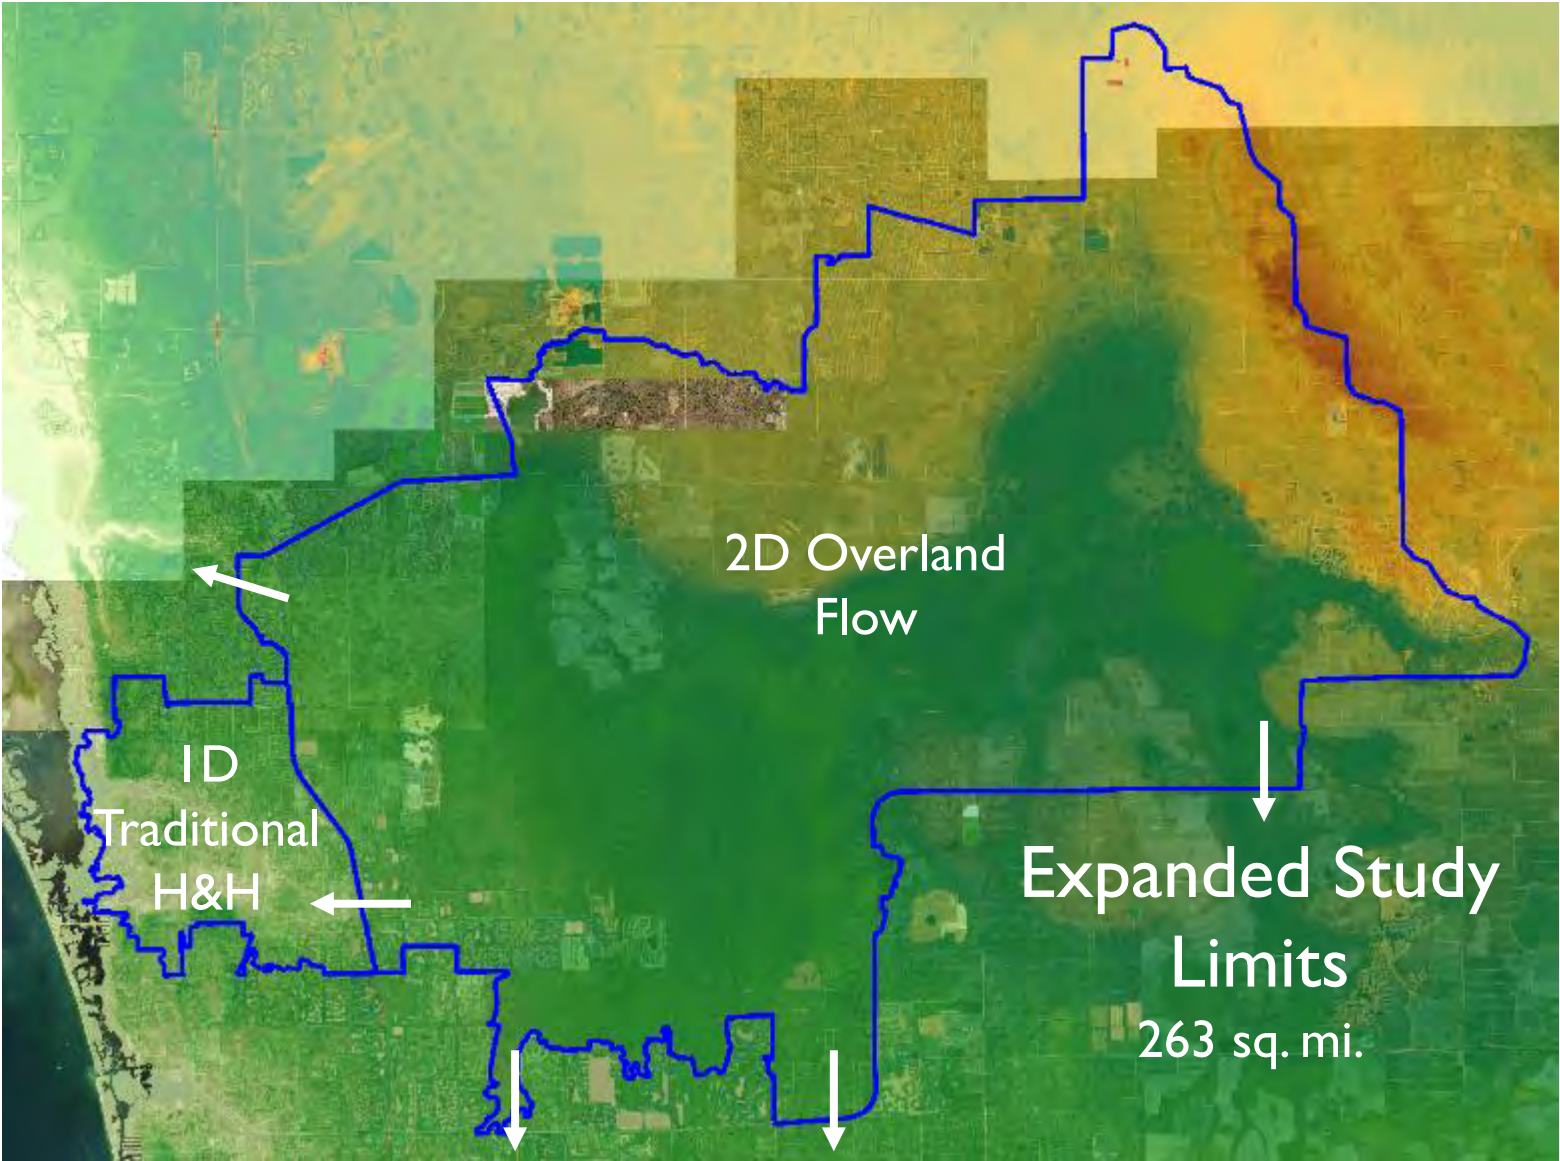 2D Overland
Flow
1D
Traditional
H&H
Expanded Study
Limits
263 sq. mi.